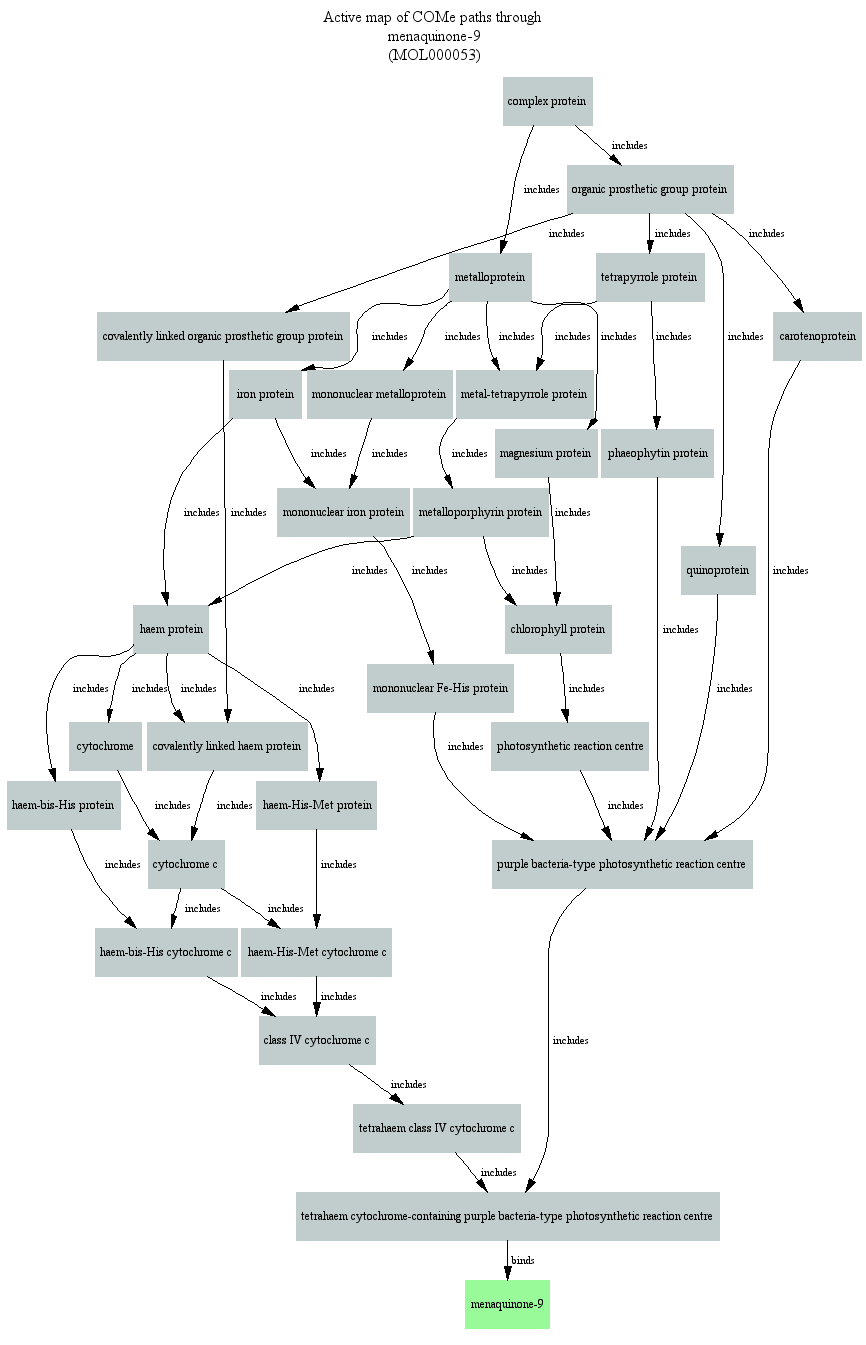 Active map of COMe paths through
menaquinone-9
(MOL000053)
complex protein
includes
organic prosthetic group protein
includes
includes
includes
includes
metalloprotein
tetrapyrrole protein
covalently linked organic prosthetic group protein
includes
includes
includes
includes
includes
includes
includes
carotenoprotein
iron protein
mononuclear metalloprotein
metal-tetrapyrrole protein
includes
includes
includes
magnesium protein
phaeophytin protein
includes
includes
mononuclear iron protein
metalloporphyrin protein
includes
includes
includes
includes
quinoprotein
includes
haem protein
chlorophyll protein
includes
includes
includes
includes
includes
mononuclear Fe-His protein
includes
includes
cytochrome
covalently linked haem protein
includes
photosynthetic reaction centre
haem-bis-His protein
includes
includes
haem-His-Met protein
includes
includes
cytochrome c
includes
purple bacteria-type photosynthetic reaction centre
includes
includes
haem-bis-His cytochrome c
haem-His-Met cytochrome c
includes
includes
class IV cytochrome c
includes
includes
tetrahaem class IV cytochrome c
includes
tetrahaem cytochrome-containing purple bacteria-type photosynthetic reaction centre
binds
menaquinone-9